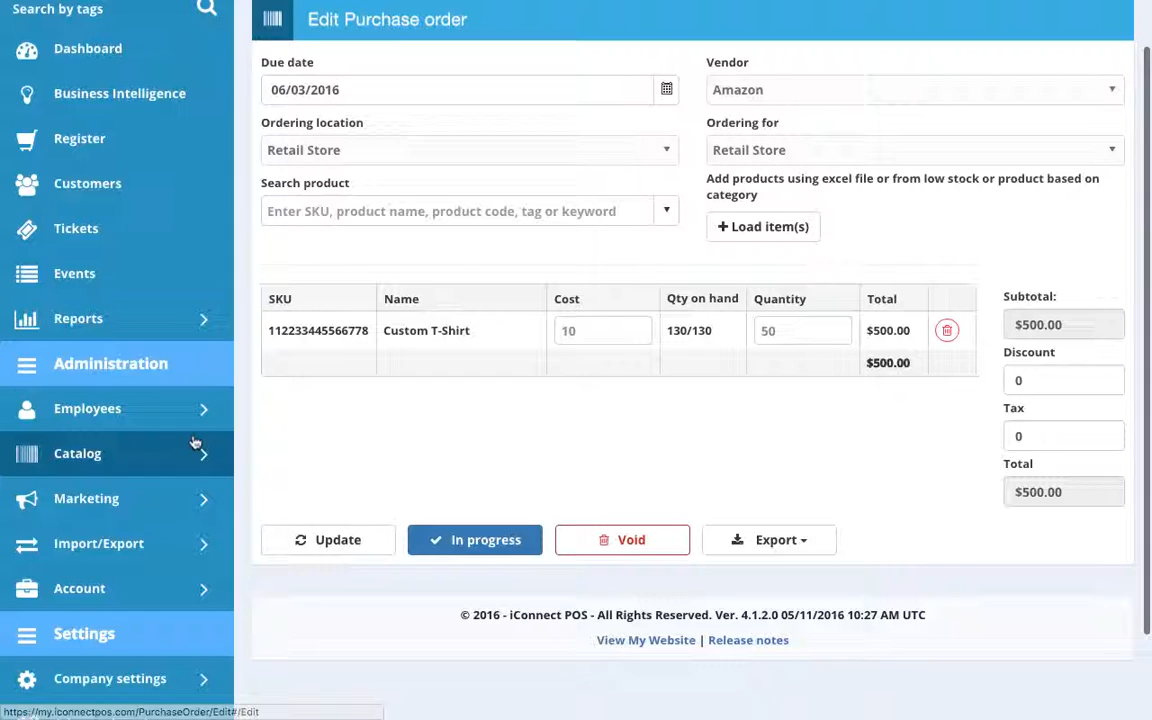 Search by tags
Dashboard
Business Intelligence
Register
Customers
Tickets
Events
Reports
Administration
Employees
Catalog
Marketing
Import/Export
Account
Settings
Company settings
https://my.iconnectpos.com/PurchaseOrder/Edit#/Edit
Edit Purchase order
Due date
06/03/2016
Vendor
Amazon
Ordering location
Retail Store
Ordering for
Retail Store
Search product
Enter SKU, product name, product code, tag or keyword
Add products using excel file or from low stock or product based on
category
Load item(s)
SKU Name Cost Qty on hand Quantity Total
112233445566778 Custom T-Shirt 10 130/130 50 $500.00
$500.00
Subtotal:
$500.00
Discount
0
Tax
0
Total
$500.00
Update In progress Void Export
© 2016 - iConnect POS - All Rights Reserved. Ver. 4.1.2.0 05/11/2016 10:27 AM UTC
View My Website | Release notes